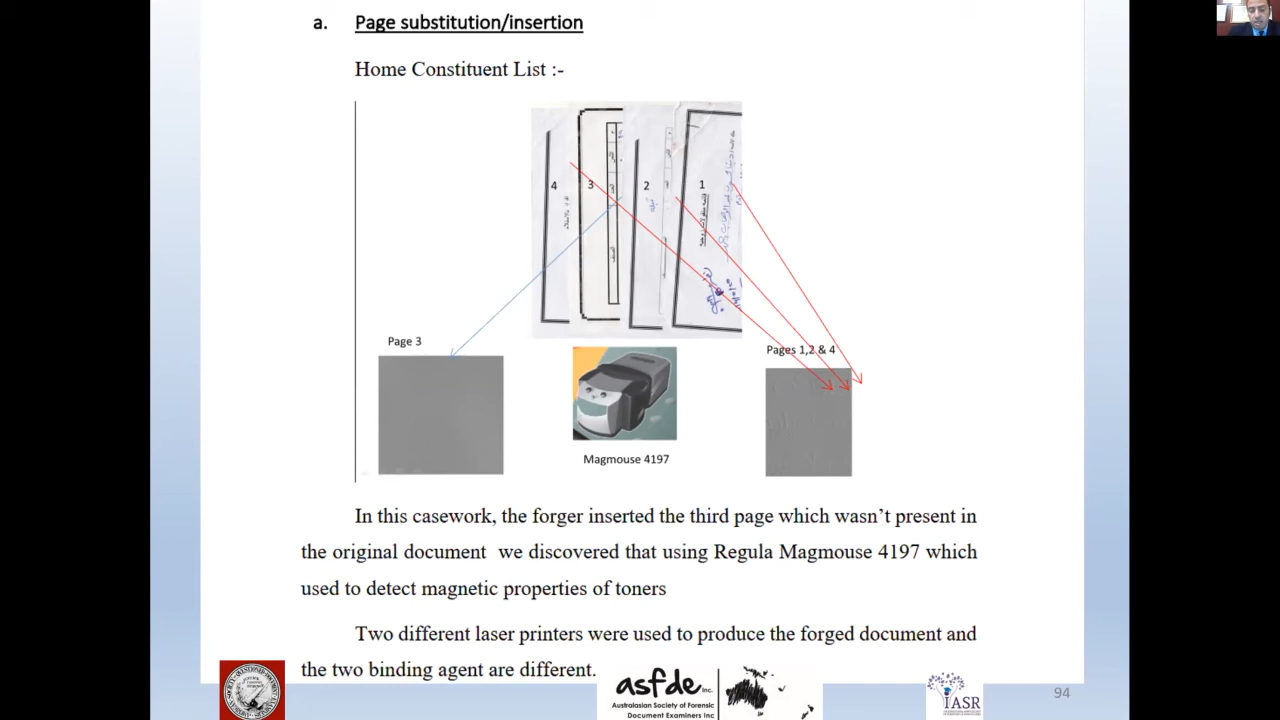 a. Page substitution/insertion
Home Constituent List :-
4
3
2
1
Page 3
Pages 1,2 & 4
Magmouse 4197
In this casework, the forger inserted the third page which wasn't present in
the original document we discovered that using Regula Magmouse 4197 which
used to detect magnetic properties of toners
Two different laser printers were used to produce the forged document and
the two binding agent are different.
asfde Inc.
Australasian Society of Forensic
Document Examiners Inc
IASR
94